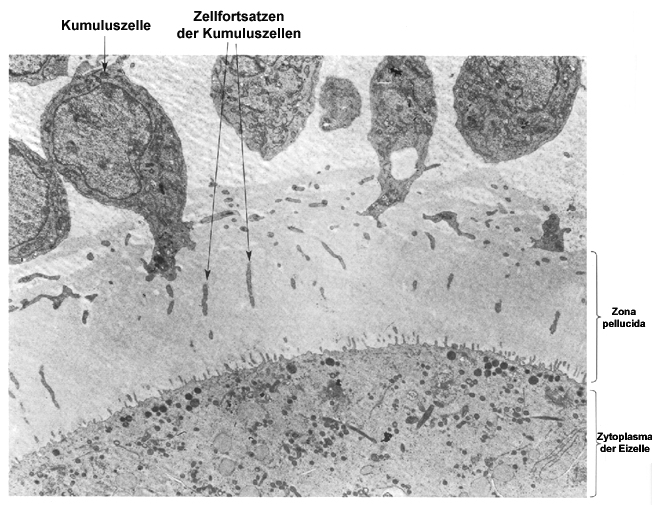 Kumuluszelle
Zellfortsatzen
der Kumuluszellen
Zona
pellucida
Zytoplasma
der Eizelle